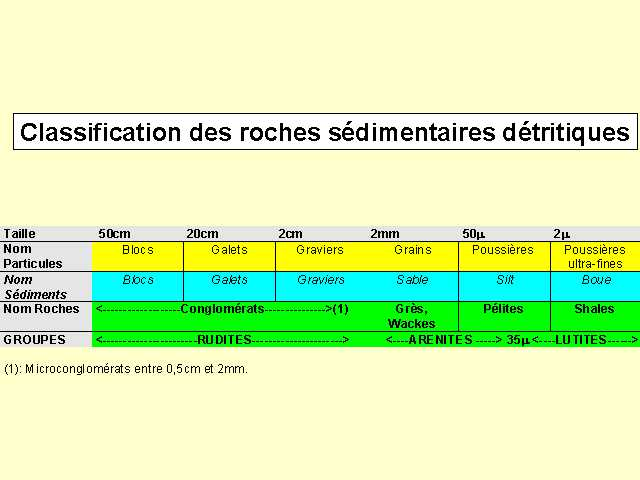 Classification des roches sédimentaires détritiques
Taille 50cm 20cm 2cm 2mm 50µ 2µ
Nom Particules Blocs Galets Graviers Grains Poussières Poussières ultra-fines
Nom Sédiments Blocs Galets Graviers Sable Silt Boue
Nom Roches <-------------------Conglomérats---------------->(1) Grès, Wackes Pélites Shales
GROUPES <-----------------------RUDITES-----------------------> <----ARENITES -----> 35µ <----LUTITES------>
(1): Microconglomérats entre 0,5cm et 2mm.